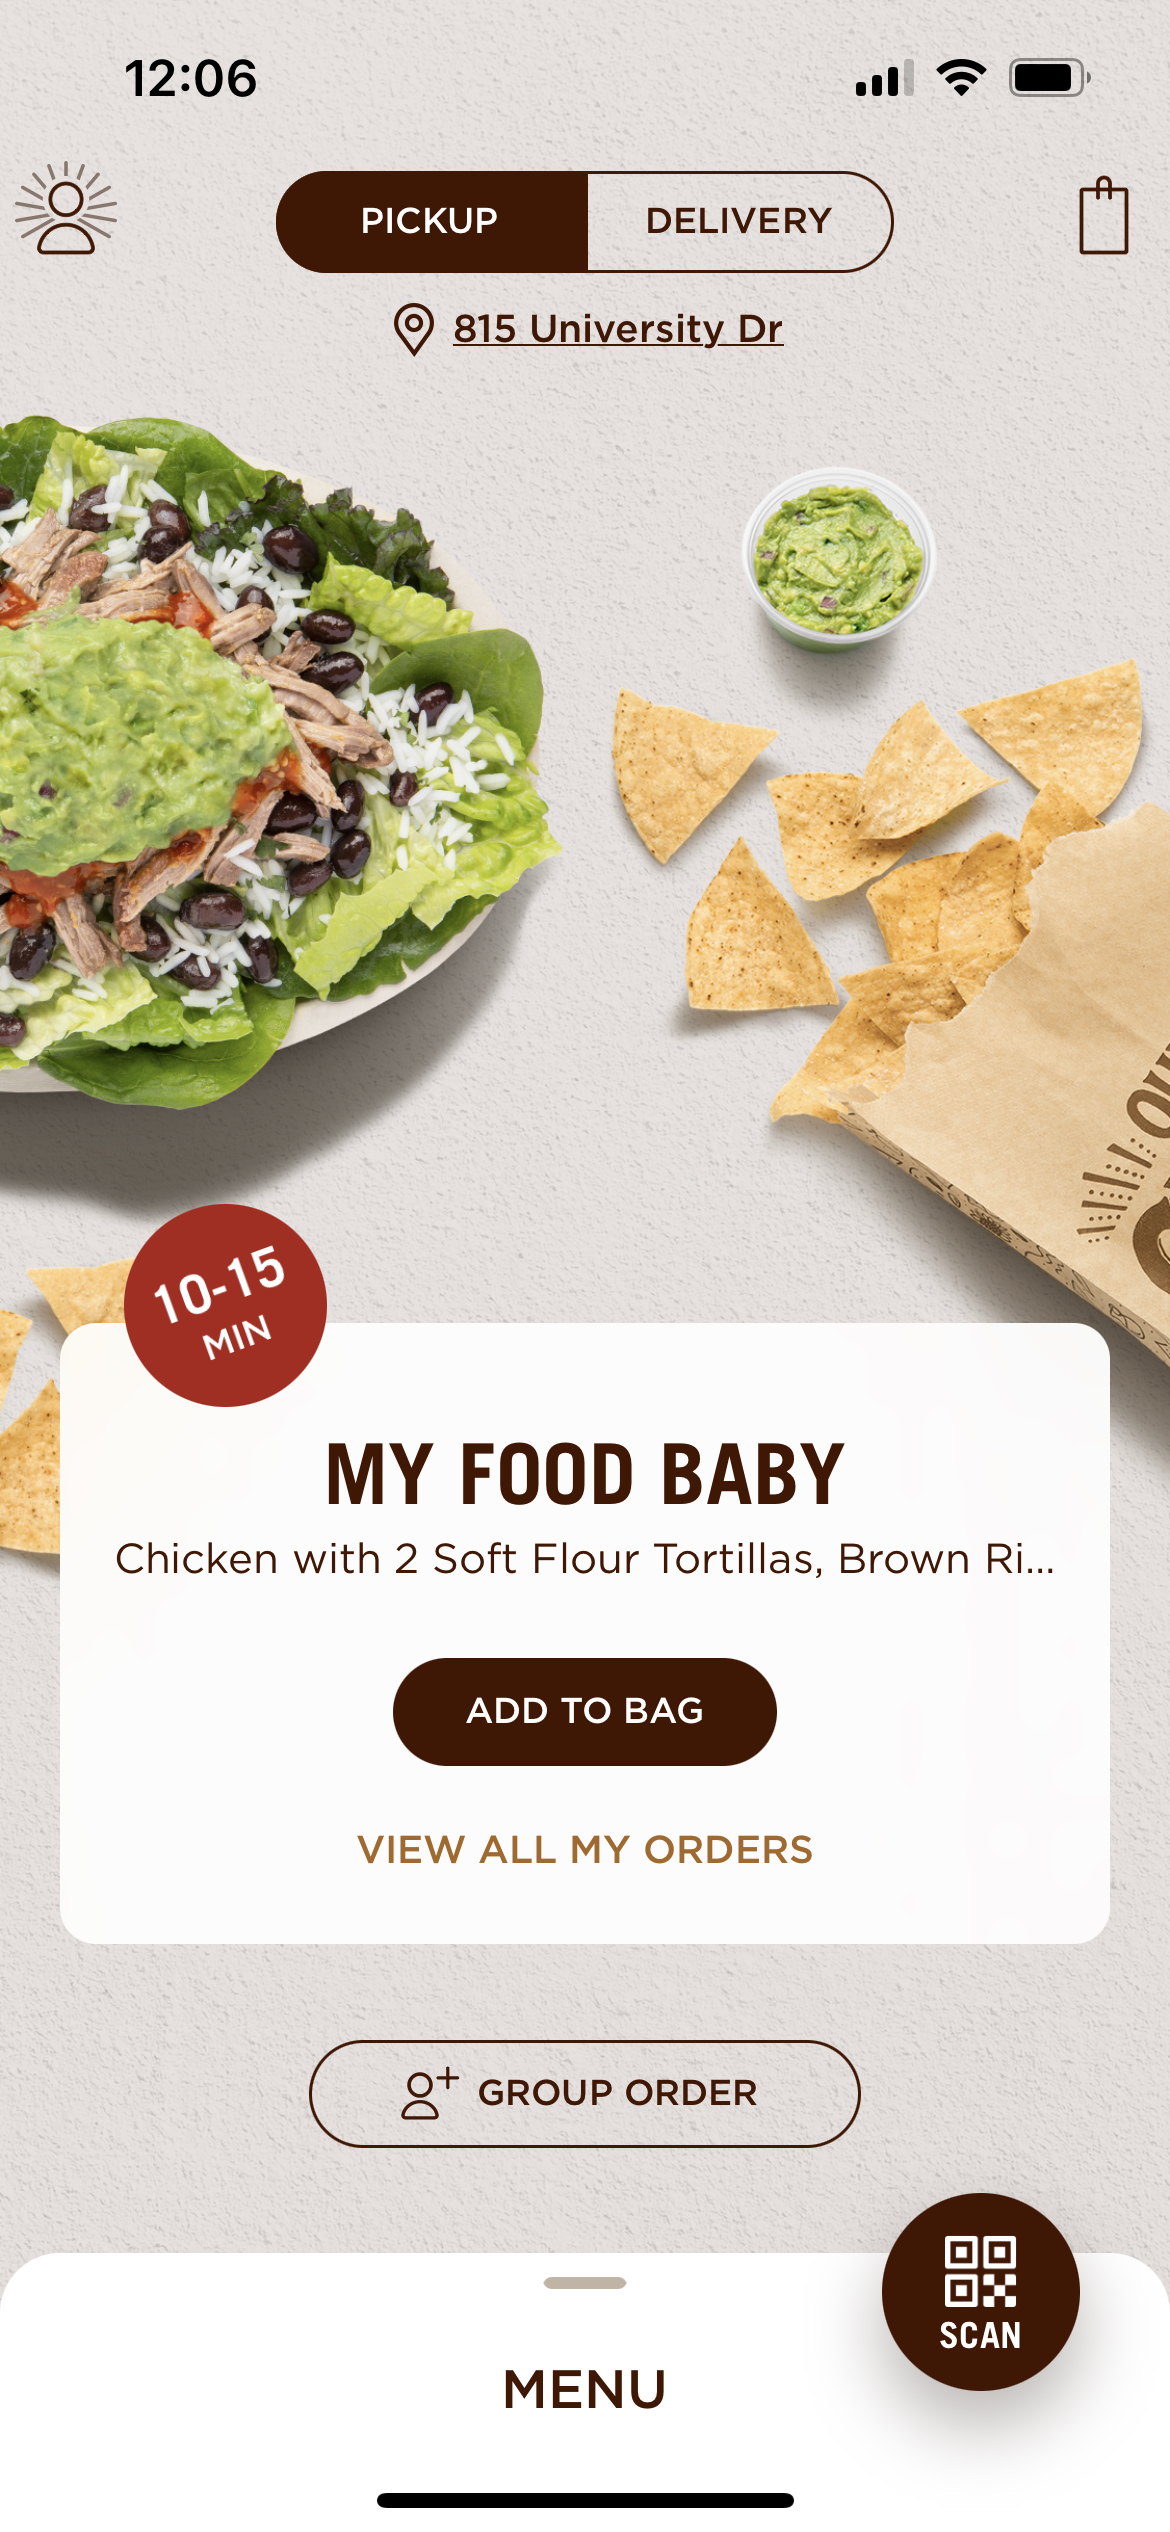 12:06
PICKUP
DELIVERY
815 University Dr
10-15
MIN
MY FOOD BABY
Chicken with 2 Soft Flour Tortillas, Brown Ri...
ADD TO BAG
VIEW ALL MY ORDERS
GROUP ORDER
SCAN
MENU